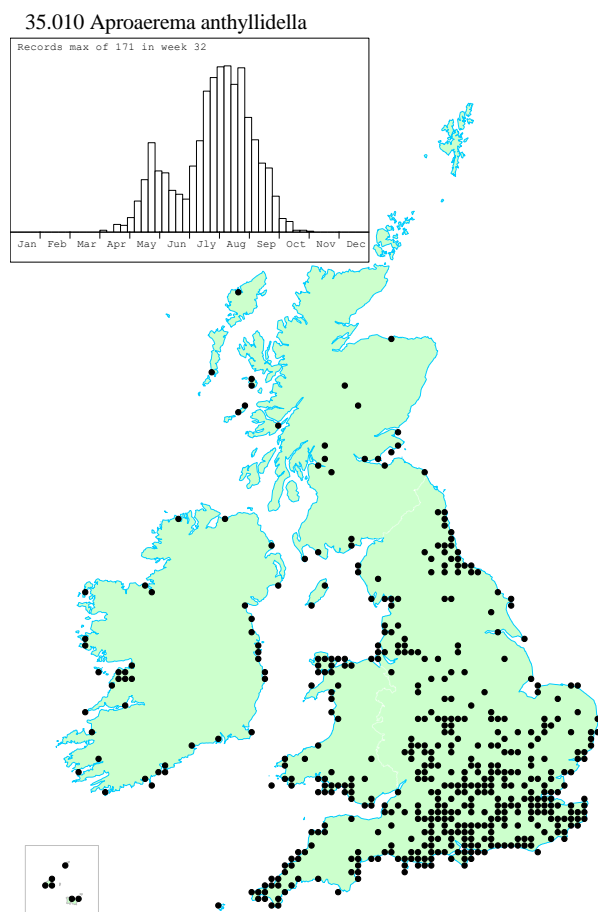 35.010 Aproaerema anthyllidella
Records max of 171 in week 32
Jan Feb Mar Apr May Jun Jly Aug Sep Oct Nov Dec